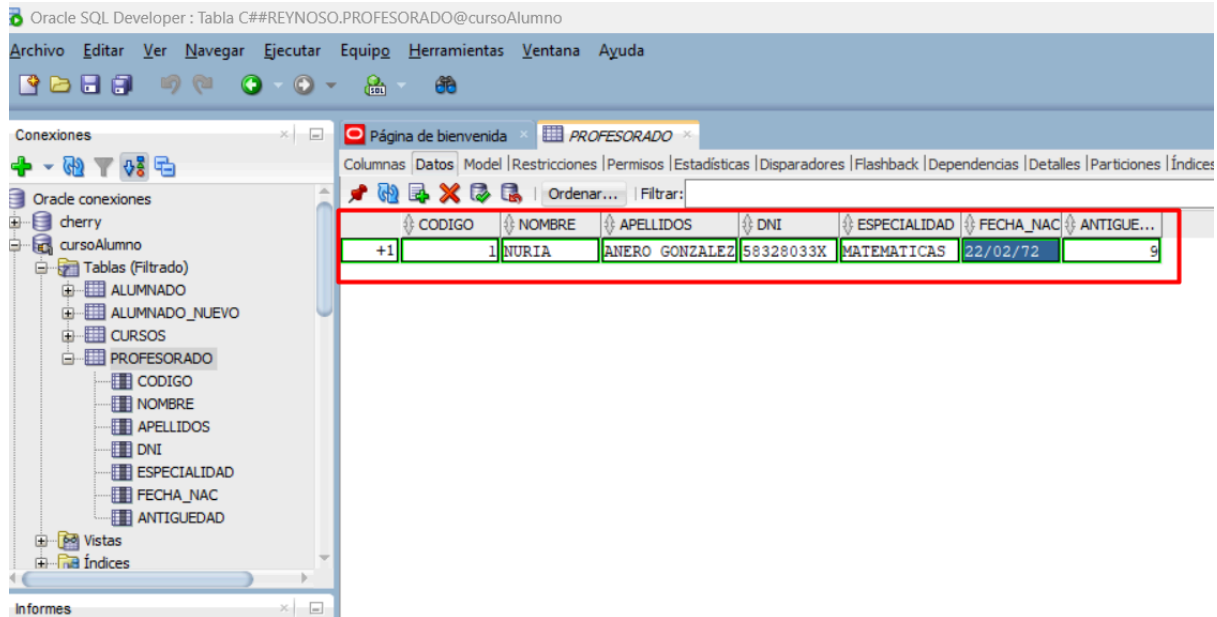 Oracle SQL Developer : Tabla C##REYNOSO.PROFESORADO@cursoAlumno
Archivo Editar Ver Navegar Ejecutar Equipo Herramientas Ventana Ayuda
SQL
Conexiones
Oracle conexiones
cherry
cursoAlumno
Tablas (Filtrado)
ALUMNADO
ALUMNADO_NUEVO
CURSOS
PROFESORADO
CODIGO
NOMBRE
APELLIDOS
DNI
ESPECIALIDAD
FECHA_NAC
ANTIGUEDAD
Vistas
Índices
Informes
Página de bienvenida PROFESORADO
Columnas Datos Model |Restricciones |Permisos |Estadísticas |Disparadores |Flashback |Dependencias |Detalles |Particiones |Índices
Ordenar... Filtrar:
CODIGO NOMBRE APELLIDOS DNI ESPECIALIDAD FECHA_NAC ANTIGUE...
+1 1 NURIA ANERO GONZALEZ 58328033X MATEMATICAS 22/02/72 9